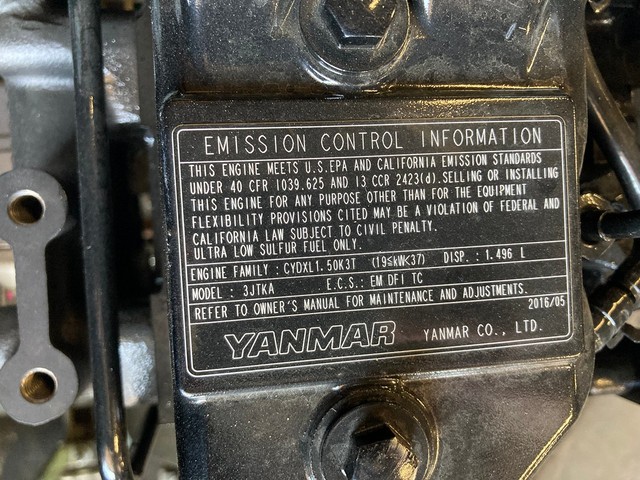 EMISSION CONTROL INFORMATION
THIS ENGINE MEETS U.S.EPA AND CALIFORNIA EMISSION STANDARDS
UNDER 40 CFR 1039.625 AND 13 CCR 2423(d).SELLING OR INSTALLING
THIS ENGINE FOR ANY PURPOSE OTHER THAN FOR THE EQUIPMENT
FLEXIBILITY PROVISIONS CITED MAY BE A VIOLATION OF FEDERAL AND
CALIFORNIA LAW SUBJECT TO CIVIL PENALTY.
ULTRA LOW SULFUR FUEL ONLY.
ENGINE FAMILY : CYDXL1.50K3T (19≤kW<37) DISP. : 1.496 L
MODEL : 3JTKA E.C.S.: EM DFI TC
REFER TO OWNER'S MANUAL FOR MAINTENANCE AND ADJUSTMENTS.
2016/05
YANMAR YANMAR CO., LTD.